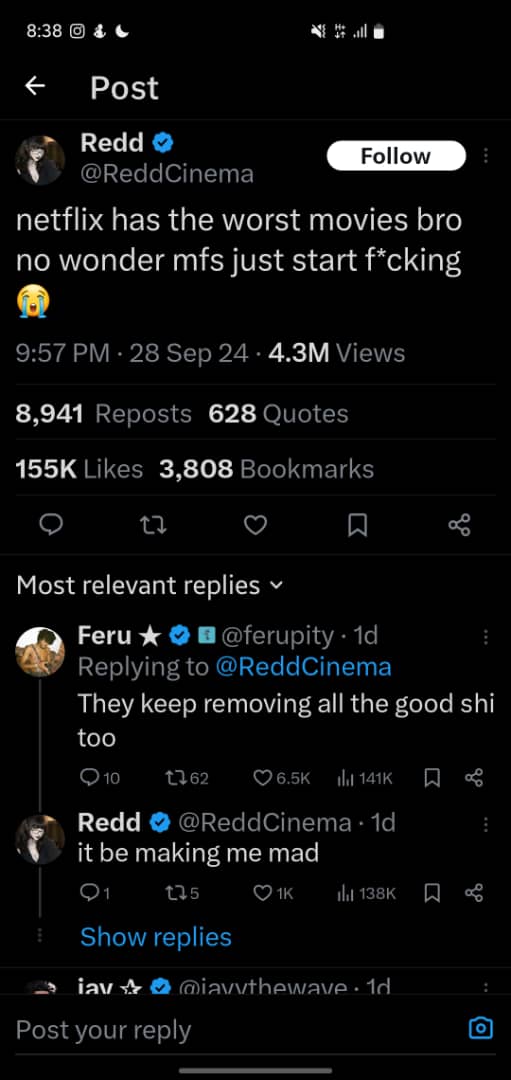 8:38
Post
Redd
@ReddCinema
Follow
netflix has the worst movies bro
no wonder mfs just start f*cking
😭
9:57 PM · 28 Sep 24 · 4.3M Views
8,941 Reposts 628 Quotes
155K Likes 3,808 Bookmarks
Most relevant replies
Feru ★ @ferupity · 1d
Replying to @ReddCinema
They keep removing all the good shi
too
10 62 6.5K 141K
Redd @ReddCinema · 1d
it be making me mad
1 5 1K 138K
Show replies
jay ☆ @jayythewave · 1d
Post your reply